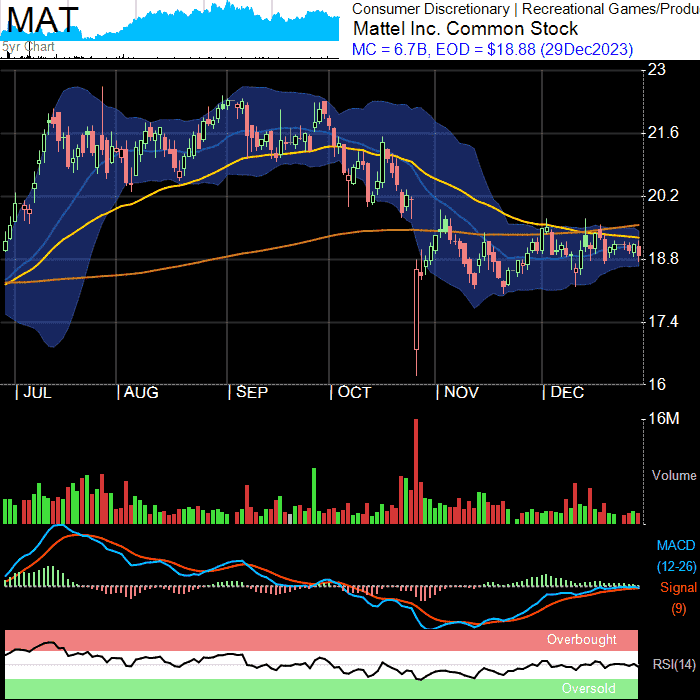 MAT
5yr Chart
Consumer Discretionary | Recreational Games/Produ
Mattel Inc. Common Stock
MC = 6.7B, EOD = $18.88 (29Dec2023)
23
21.6
20.2
18.8
17.4
16
| JUL | AUG | SEP | OCT | NOV | DEC
16M
Volume
MACD
(12-26)
Signal
(9)
Overbought
RSI(14)
Oversold